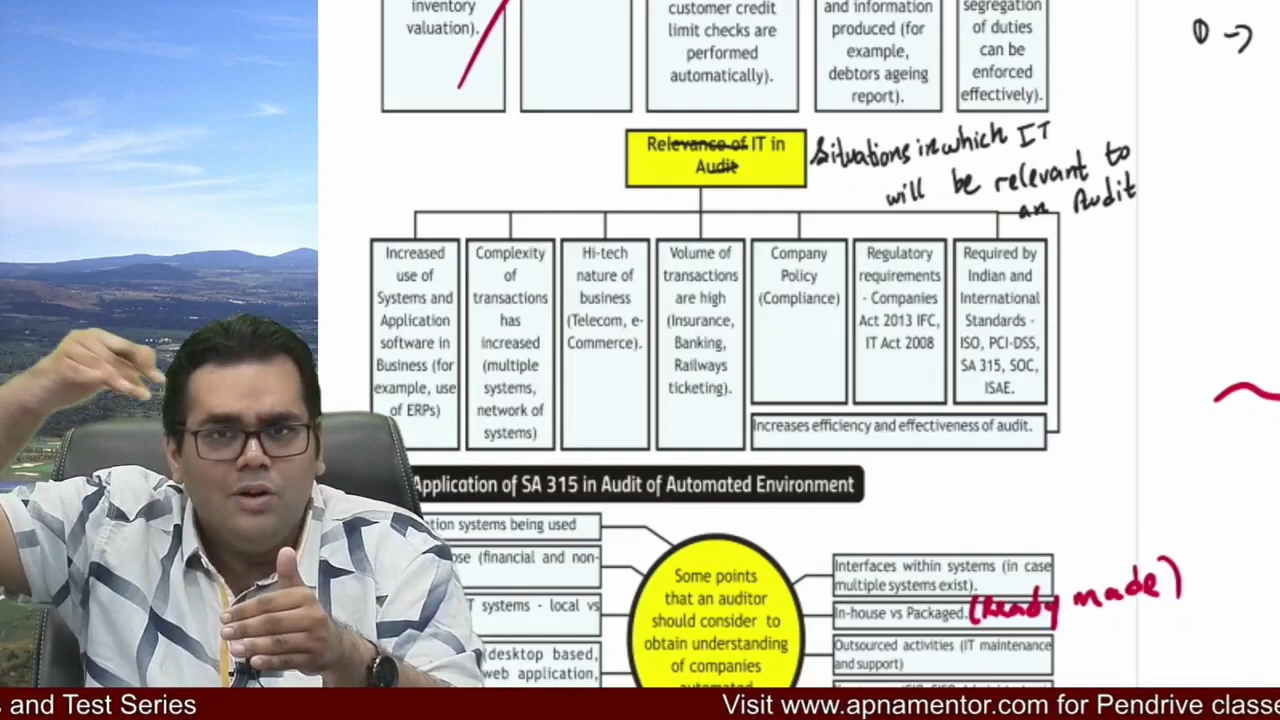 inventory
valuation).
customer credit
limit checks are
performed
automatically).
and information
produced (for
example,
debtors ageing
report).
segregation
of duties
can be
enforced
effectively).
Relevance of IT in
Audit
Situations in which IT
will be relevant to
an Audit
Increased
use of
Systems and
Application
software in
Business (for
example, use
of ERPs)
Complexity
of
transactions
has
increased
(multiple
systems,
network of
systems)
Hi-tech
nature of
business
(Telecom, e-
Commerce).
Volume of
transactions
are high
(Insurance,
Banking,
Railways
ticketing).
Company
Policy
(Compliance)
Regulatory
requirements
- Companies
Act 2013 IFC,
IT Act 2008
Required by
Indian and
International
Standards -
ISO, PCI-DSS,
SA 315, SOC,
ISAE.
Increases efficiency and effectiveness of audit.
Application of SA 315 in Audit of Automated Environment
systems being used
(financial and non-
systems - local vs
(desktop based,
web application,
Some points
that an auditor
should consider to
obtain understanding
of companies
Interfaces within systems (in case
multiple systems exist).
In-house vs Packaged. (Ready made)
Outsourced activities (IT maintenance
and support)
s and Test Series
Visit www.apnamentor.com for Pendrive classe